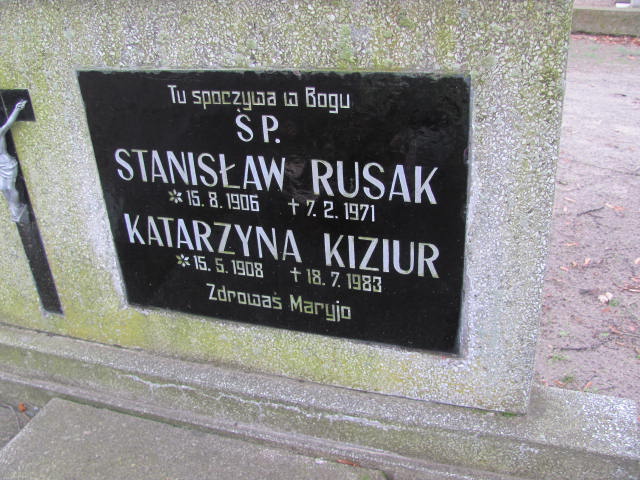 Tu spoczywa w Bogu
Ś P.
STANISŁAW RUSAK
* 15. 8. 1906 + 7. 2. 1971
KATARZYNA KIZIUR
* 15. 5. 1908 + 18. 7. 1983
Zdrowaś Maryjo